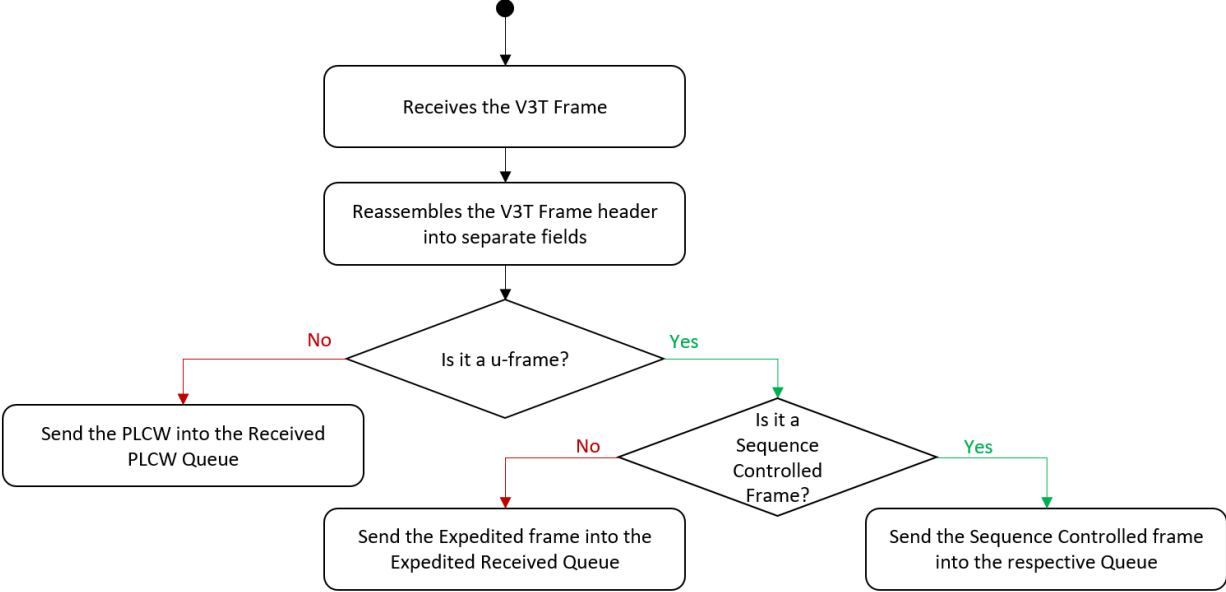 Receives the V3T Frame
Reassembles the V3T Frame header
into separate fields
Is it a u-frame?
No
Yes
Send the PLCW into the Received
PLCW Queue
Is it a
Sequence
Controlled
Frame?
No
Yes
Send the Expedited frame into the
Expedited Received Queue
Send the Sequence Controlled frame
into the respective Queue